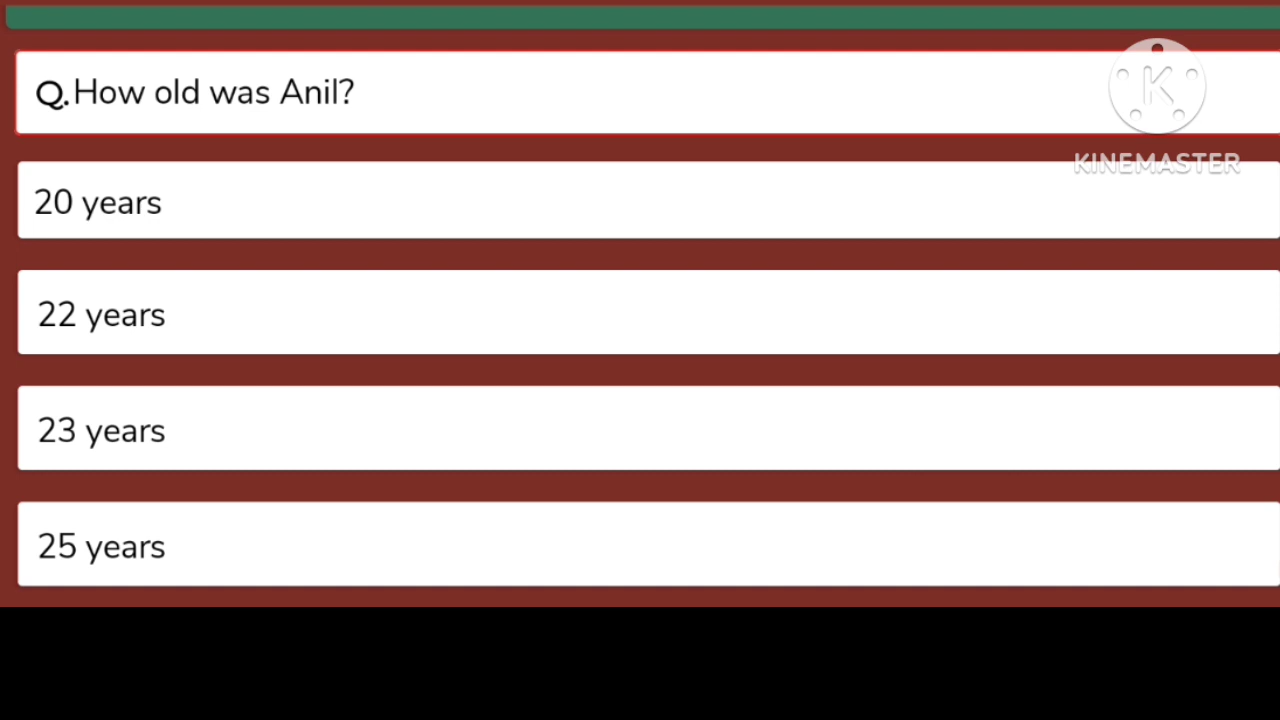 Q.How old was Anil?
K
KINEMASTER
20 years
22 years
23 years
25 years